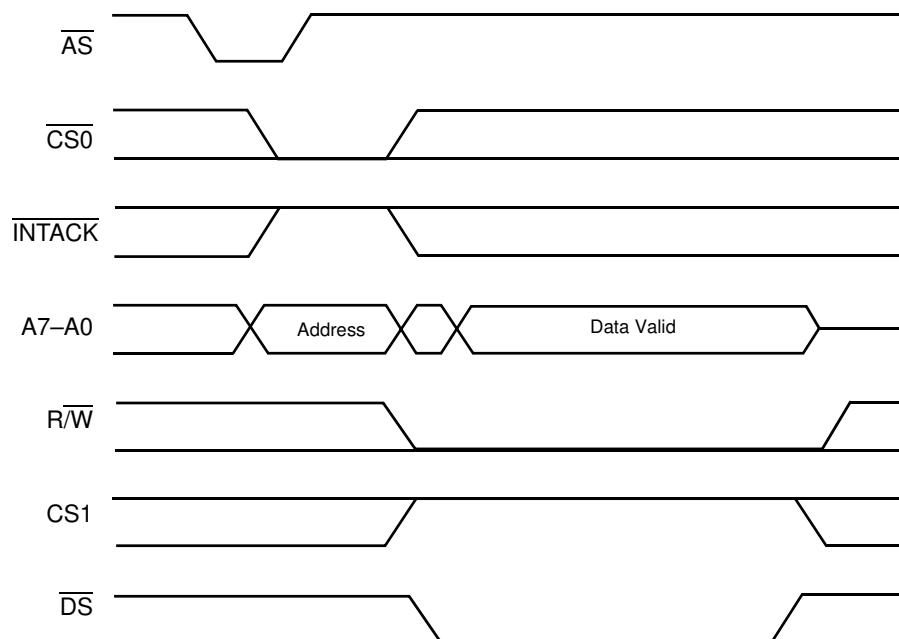 AS
CS0
INTACK
A7–A0
Address
Data Valid
R/W
CS1
DS